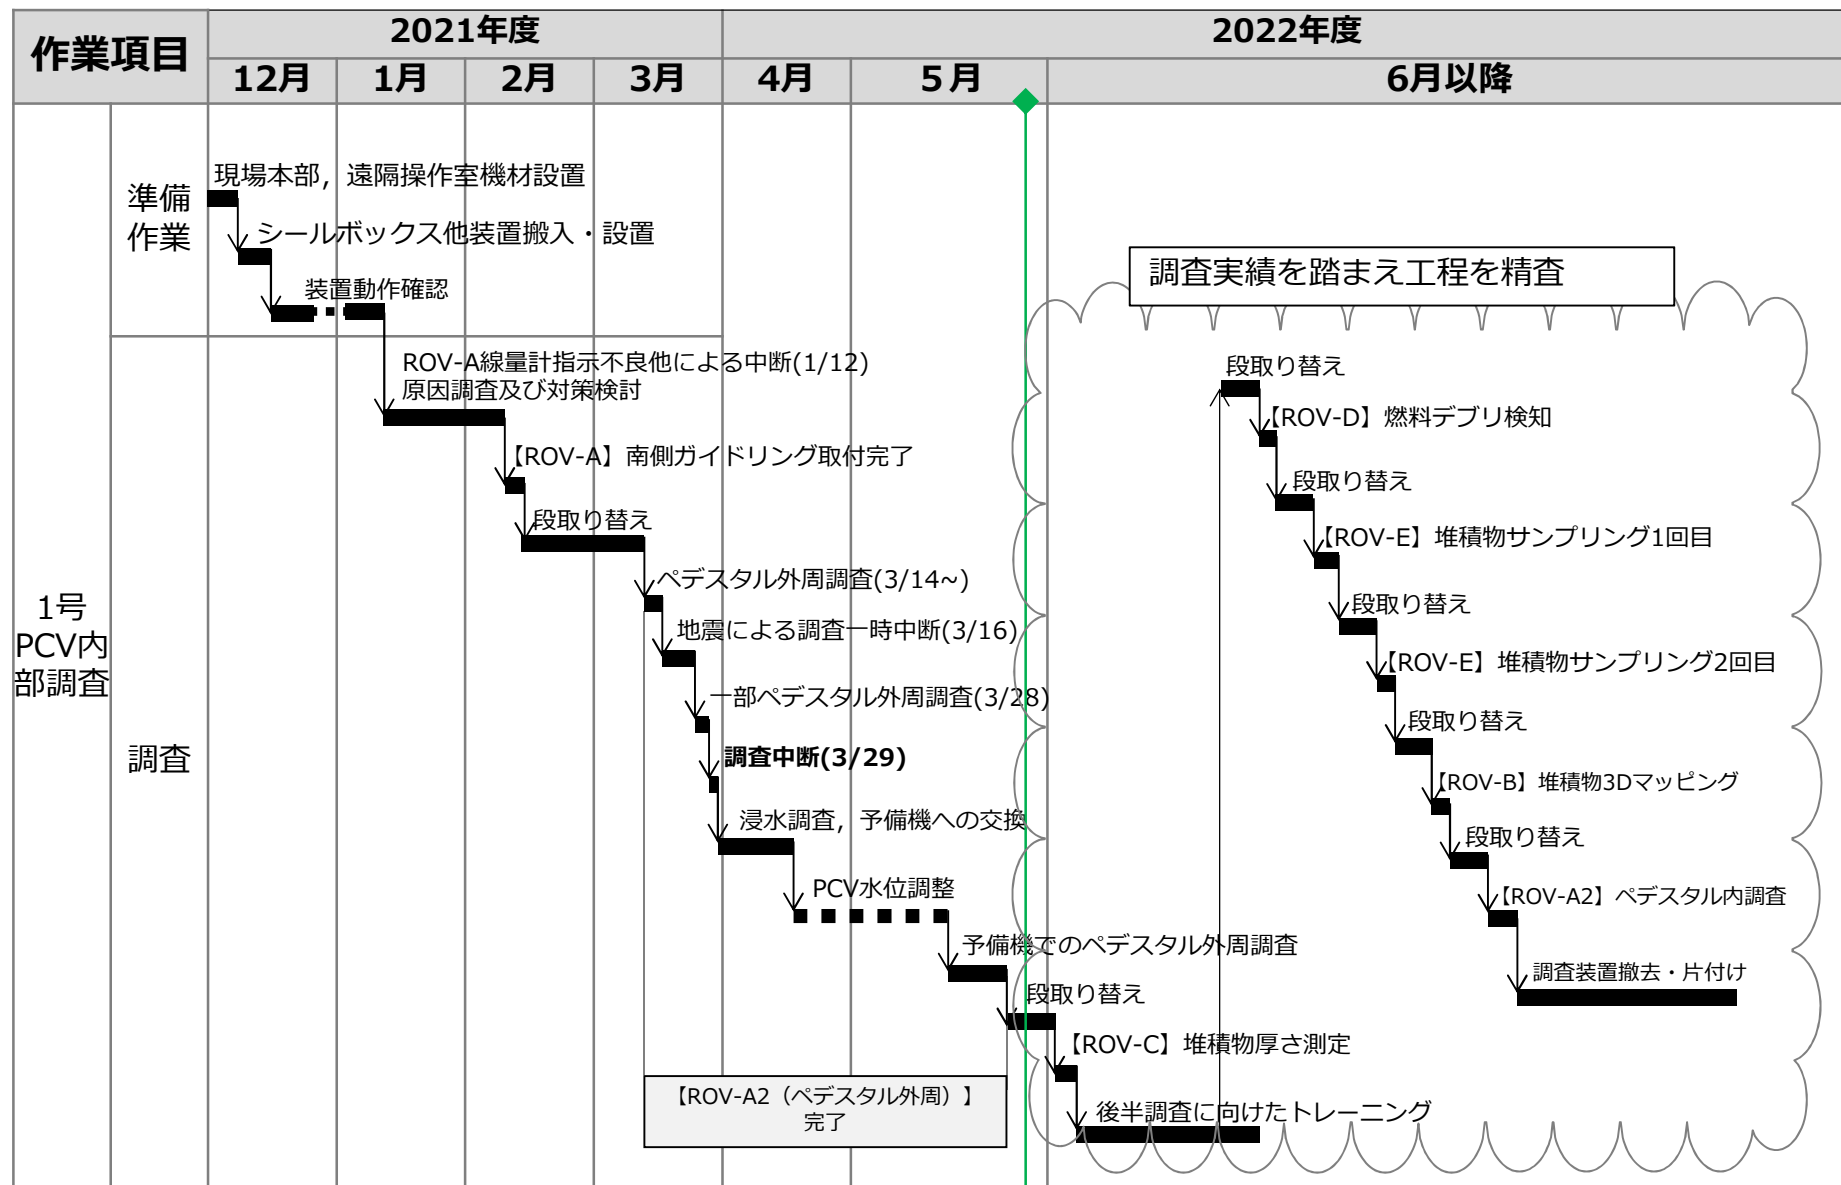 作業項目
2021年度
2022年度
12月
1月
2月
3月
4月
５月
6月以降
1号
PCV内
部調査
準備
作業
現場本部，遠隔操作室機材設置
シールボックス他装置搬入・設置
装置動作確認
調査
ROV-A線量計指示不良他による中断(1/12)
原因調査及び対策検討
【ROV-A】南側ガイドリング取付完了
段取り替え
ペデスタル外周調査(3/14~)
地震による調査一時中断(3/16)
一部ペデスタル外周調査(3/28)
調査中断(3/29)
浸水調査，予備機への交換
PCV水位調整
予備機でのペデスタル外周調査
段取り替え
【ROV-C】堆積物厚さ測定
後半調査に向けたトレーニング
【ROV-A2（ペデスタル外周）】
完了
調査実績を踏まえ工程を精査
段取り替え
【ROV-D】燃料デブリ検知
段取り替え
【ROV-E】堆積物サンプリング1回目
段取り替え
【ROV-E】堆積物サンプリング2回目
段取り替え
【ROV-B】堆積物3Dマッピング
段取り替え
【ROV-A2】ペデスタル内調査
調査装置撤去・片付け